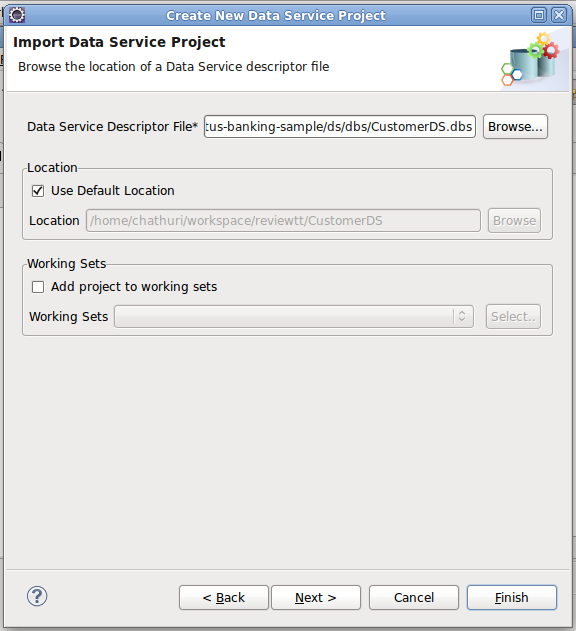 Create New Data Service Project
Import Data Service Project
Browse the location of a Data Service descriptor file
Data Service Descriptor File* tus-banking-sample/ds/dbs/CustomerDS.dbs Browse...
Location
Use Default Location
Location /home/chathuri/workspace/reviewtt/CustomerDS Browse
Working Sets
Add project to working sets
Working Sets Select..
? < Back Next > Cancel Finish